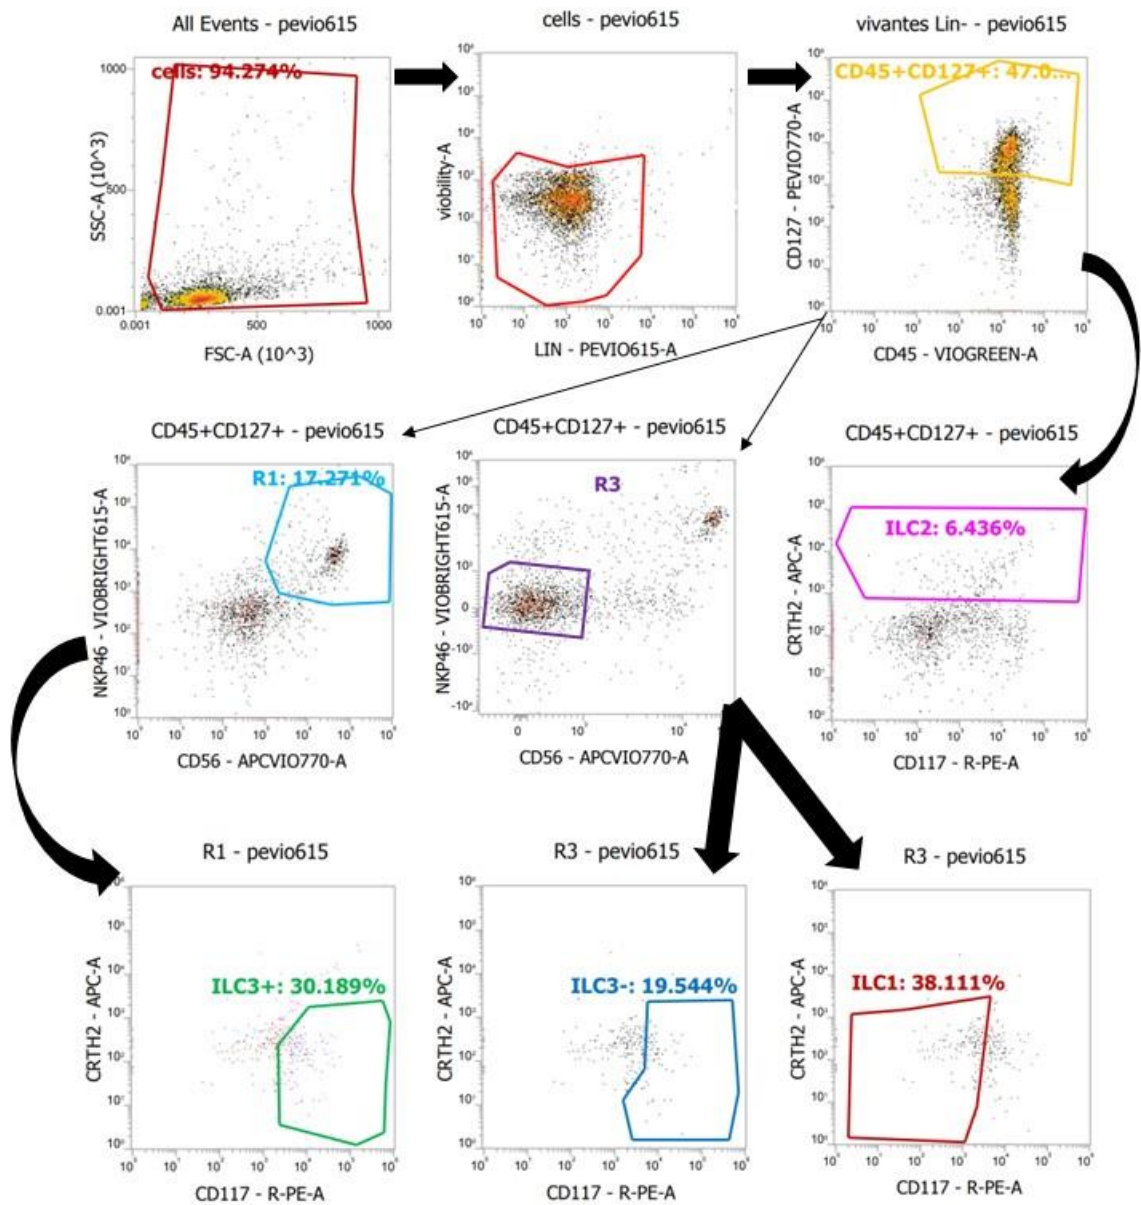 All Events - pevio615
cells - pevio615
vivantes Lin- - pevio615
cells: 94.274%
SSC-A (10^3)
1000
500
0.001
0.001 500 1000
FSC-A (10^3)
viobility-A
LIN - PEVIO615-A
CD45+CD127+: 47.0...
CD127 - PEVIO770-A
CD45 - VIOGREEN-A
CD45+CD127+ - pevio615
CD45+CD127+ - pevio615
CD45+CD127+ - pevio615
R1: 17.271%
NKP46 - VIOBRIGHT615-A
CD56 - APCVIO770-A
R3
NKP46 - VIOBRIGHT615-A
0
0
CD56 - APCVIO770-A
ILC2: 6.436%
CRTH2 - APC-A
CD117 - R-PE-A
R1 - pevio615
R3 - pevio615
R3 - pevio615
ILC3+: 30.189%
CRTH2 - APC-A
CD117 - R-PE-A
ILC3-: 19.544%
CRTH2 - APC-A
CD117 - R-PE-A
ILC1: 38.111%
CRTH2 - APC-A
CD117 - R-PE-A